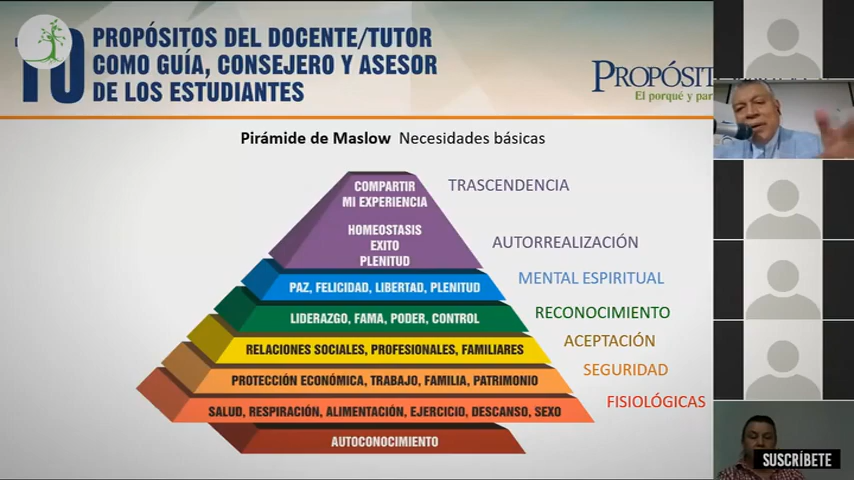 10 PROPÓSITOS DEL DOCENTE/TUTOR
COMO GUÍA, CONSEJERO Y ASESOR
DE LOS ESTUDIANTES
PROPÓSIT
El porqué y par
Pirámide de Maslow Necesidades básicas
COMPARTIR
MI EXPERIENCIA
TRASCENDENCIA
HOMEOSTASIS
EXITO
PLENITUD
AUTORREALIZACIÓN
PAZ, FELICIDAD, LIBERTAD, PLENITUD
MENTAL ESPIRITUAL
LIDERAZGO, FAMA, PODER, CONTROL
RECONOCIMIENTO
RELACIONES SOCIALES, PROFESIONALES, FAMILIARES
ACEPTACIÓN
PROTECCIÓN ECONÓMICA, TRABAJO, FAMILIA, PATRIMONIO
SEGURIDAD
SALUD, RESPIRACIÓN, ALIMENTACIÓN, EJERCICIO, DESCANSO, SEXO
FISIOLÓGICAS
AUTOCONOCIMIENTO
SUSCRÍBETE